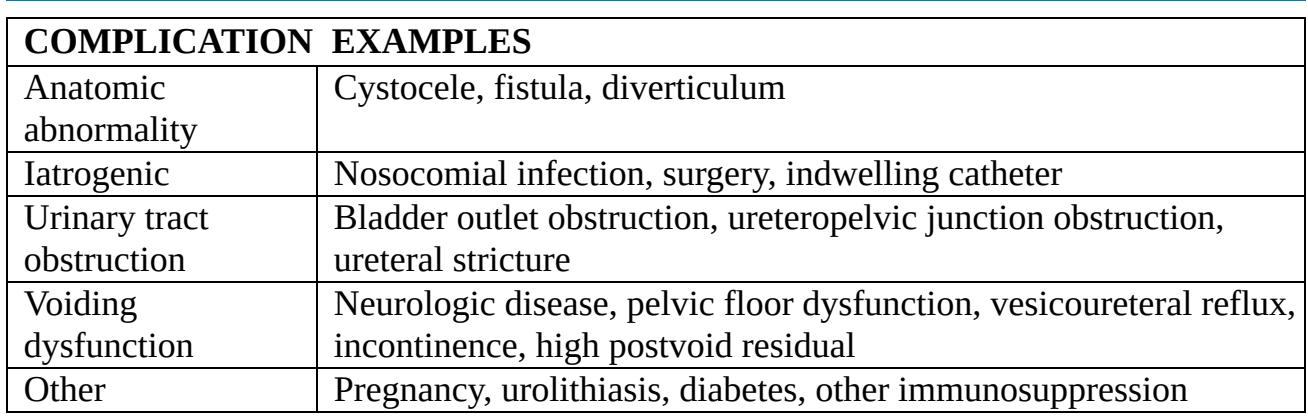 COMPLICATION EXAMPLES
Anatomic Cystocele, fistula, diverticulum
abnormality
Iatrogenic Nosocomial infection, surgery, indwelling catheter
Urinary tract Bladder outlet obstruction, ureteropelvic junction obstruction,
obstruction ureteral stricture
Voiding Neurologic disease, pelvic floor dysfunction, vesicoureteral reflux,
dysfunction incontinence, high postvoid residual
Other Pregnancy, urolithiasis, diabetes, other immunosuppression